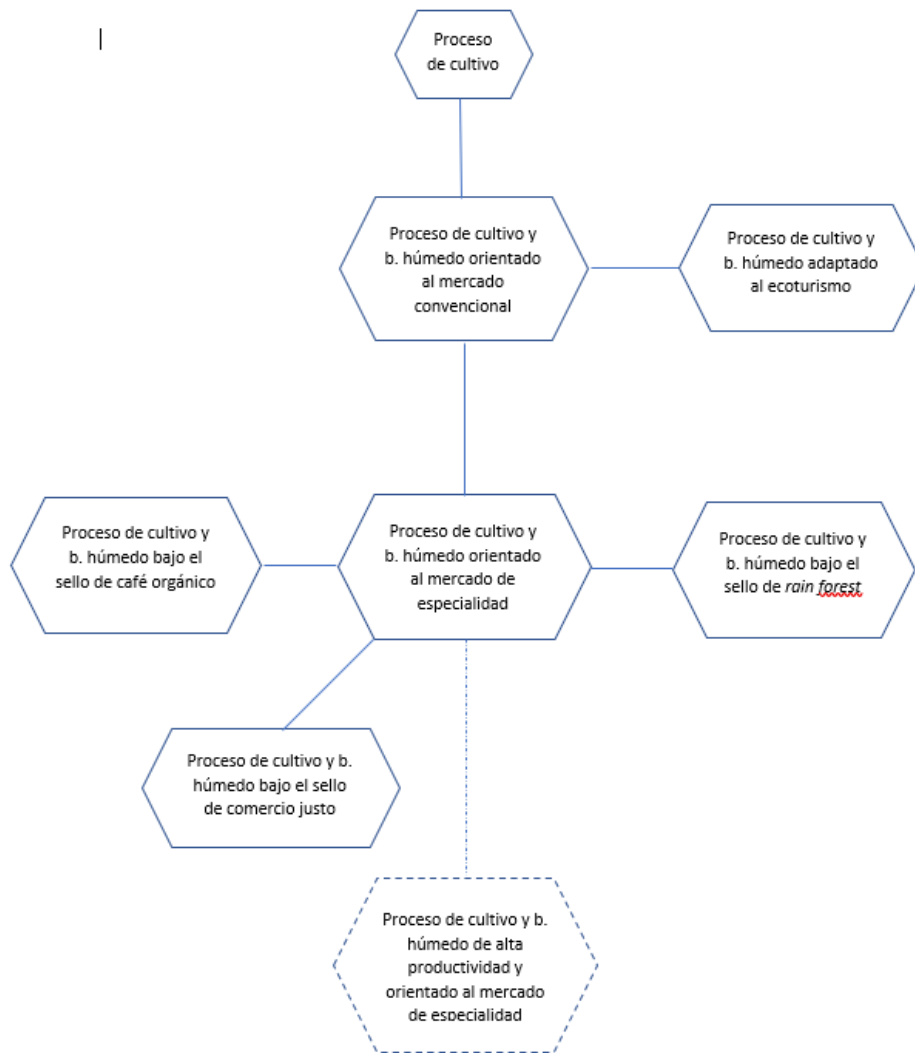 Proceso
de cultivo
Proceso de cultivo y
b. húmedo orientado
al mercado
convencional
Proceso de cultivo y
b. húmedo adaptado
al ecoturismo
Proceso de cultivo y
b. húmedo bajo el
sello de café orgánico
Proceso de cultivo y
b. húmedo orientado
al mercado de
especialidad
Proceso de cultivo y
b. húmedo bajo el
sello de rain forest
Proceso de cultivo y b.
húmedo bajo el sello
de comercio justo
Proceso de cultivo y b.
húmedo de alta
productividad y
orientado al mercado
de especialidad